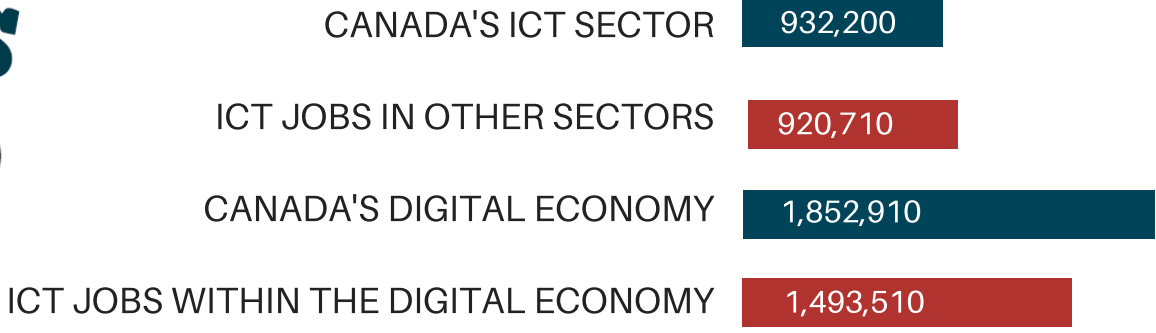 CANADA'S ICT SECTOR 932,200
ICT JOBS IN OTHER SECTORS 920,710
CANADA'S DIGITAL ECONOMY 1,852,910
ICT JOBS WITHIN THE DIGITAL ECONOMY 1,493,510